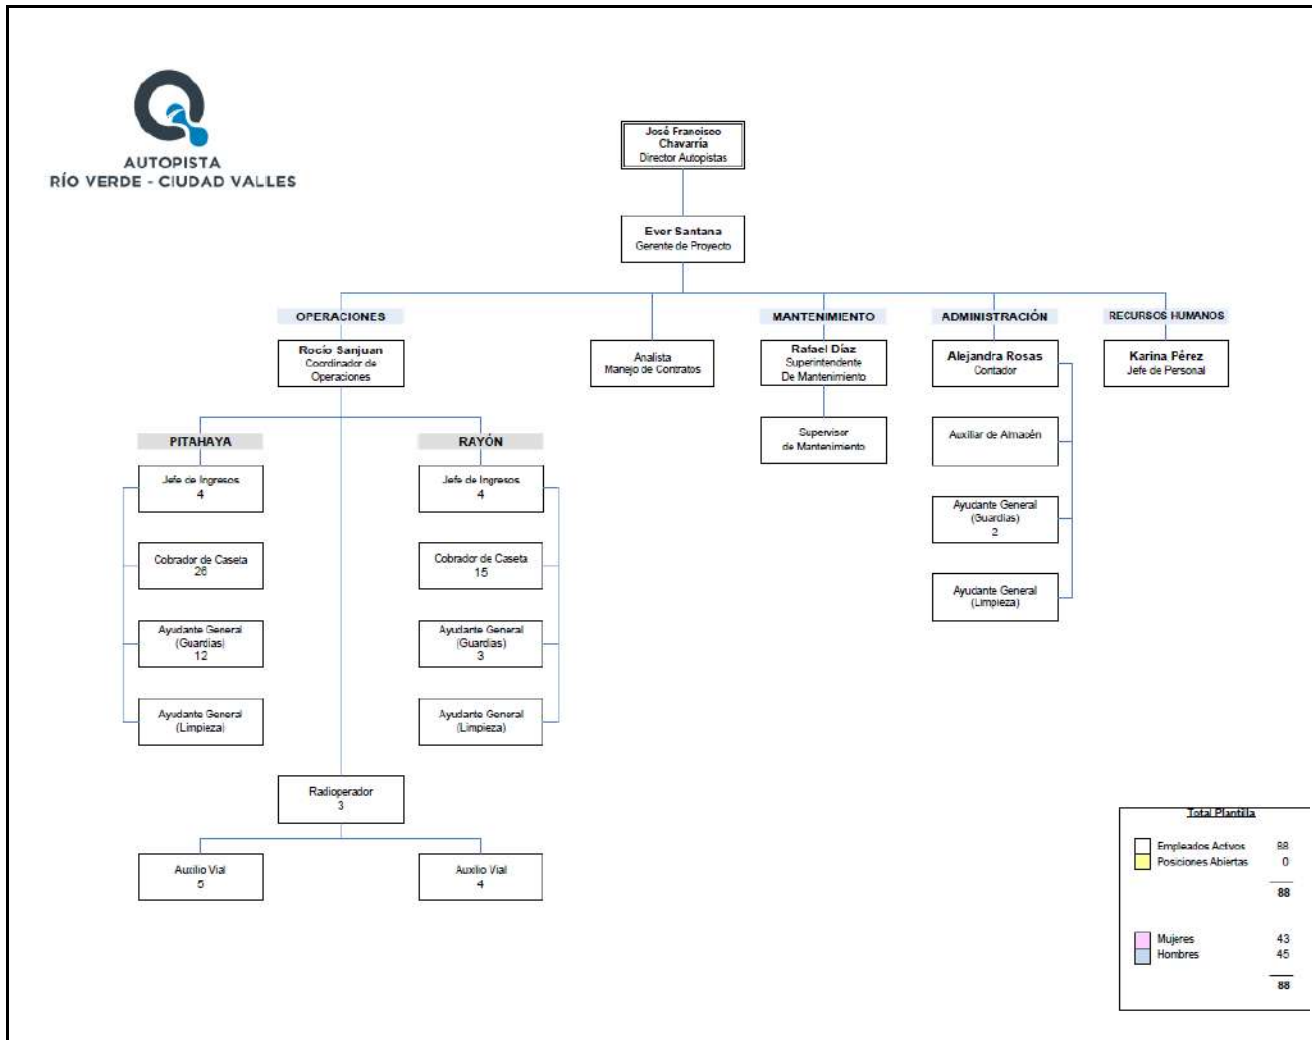 AUTOPISTA
RÍO VERDE - CIUDAD VALLES
José Francisco
Chavarría
Director Autopistas
Ever Santana
Gerente de Proyecto
OPERACIONES
MANTENIMIENTO
ADMINISTRACIÓN
RECURSOS HUMANOS
Rocío Sanjuan
Coordinador de
Operaciones
Analista
Manejo de Contratos
Rafael Díaz
Superintendente
De Mantenimiento
Alejandra Rosas
Contador
Karina Pérez
Jefe de Personal
Supervisor
de Mantenimiento
Auxiliar de Almacén
Ayudante General
(Guardias)
2
Ayudante General
(Limpieza)
PITAHAYA
Jefe de Ingresos
4
Cobrador de Caseta
26
Ayudante General
(Guardias)
12
Ayudante General
(Limpieza)
RAYÓN
Jefe de Ingresos
4
Cobrador de Caseta
15
Ayudante General
(Guardias)
3
Ayudante General
(Limpieza)
Radioperador
3
Auxilio Vial
5
Auxilio Vial
4
Total Plantilla
Empleados Activos 88
Posiciones Abiertas 0
88
Mujeres 43
Hombres 45
88